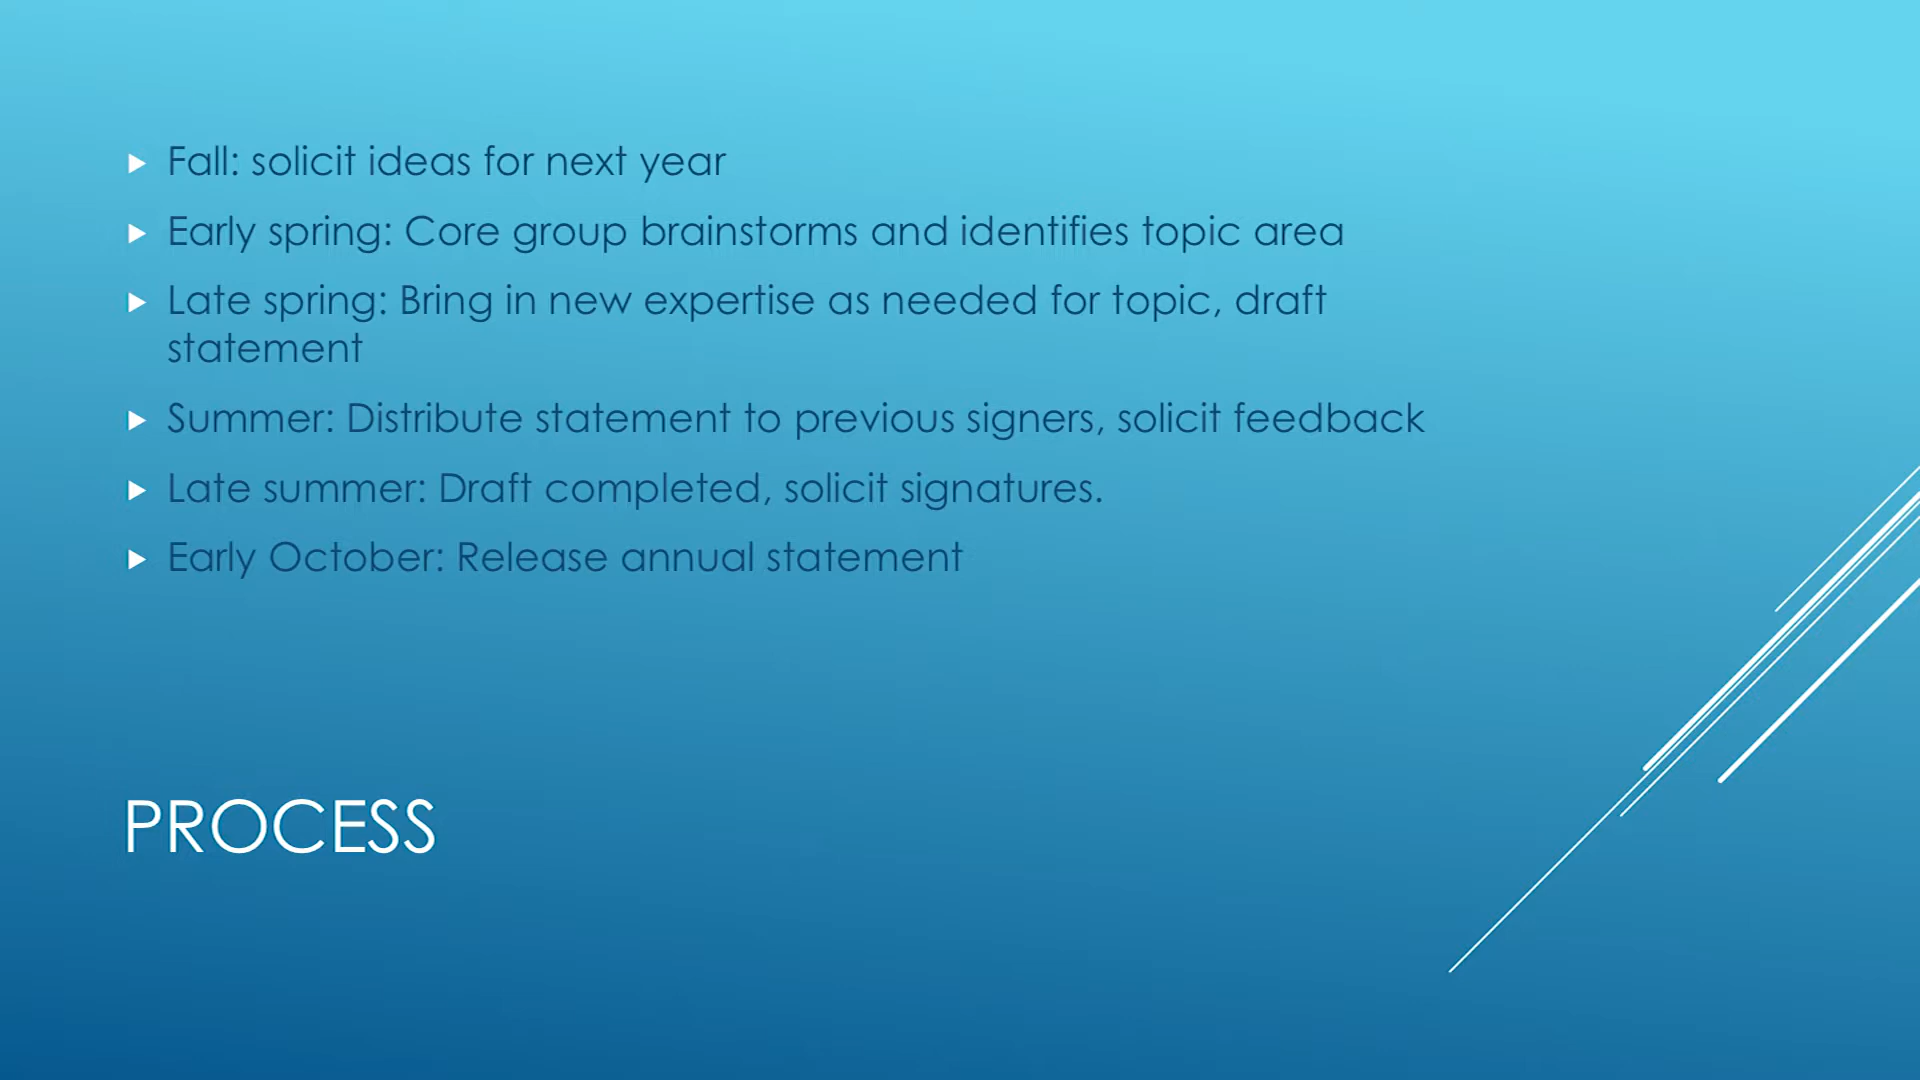 Fall: solicit ideas for next year
Early spring: Core group brainstorms and identifies topic area
Late spring: Bring in new expertise as needed for topic, draft
statement
Summer: Distribute statement to previous signers, solicit feedback
Late summer: Draft completed, solicit signatures.
Early October: Release annual statement
PROCESS